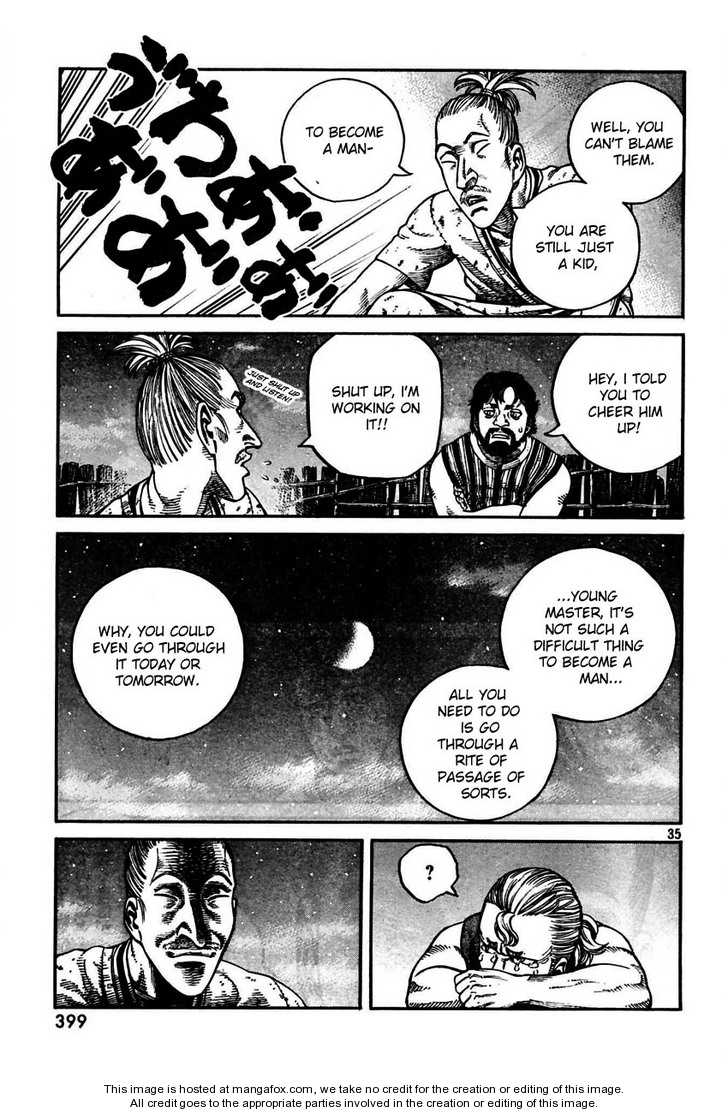 WELL, YOU
CAN'T BLAME
THEM.
YOU ARE
STILL JUST
A KID,
TO BECOME
A MAN-
HEY, I TOLD
YOU TO
CHEER HIM
UP!
SHUT UP, I'M
WORKING ON
IT!!
JUST SHUT UP
AND LISTEN!
...YOUNG
MASTER, IT'S
NOT SUCH A
DIFFICULT THING
TO BECOME A
MAN...
ALL YOU
NEED TO DO
IS GO
THROUGH A
RITE OF
PASSAGE OF
SORTS.
WHY, YOU COULD
EVEN GO THROUGH
IT TODAY OR
TOMORROW.
35
?
399
This image is hosted at mangafox.com, we take no credit for the creation or editing of this image.
All credit goes to the appropriate parties involved in the creation or editing of this image.